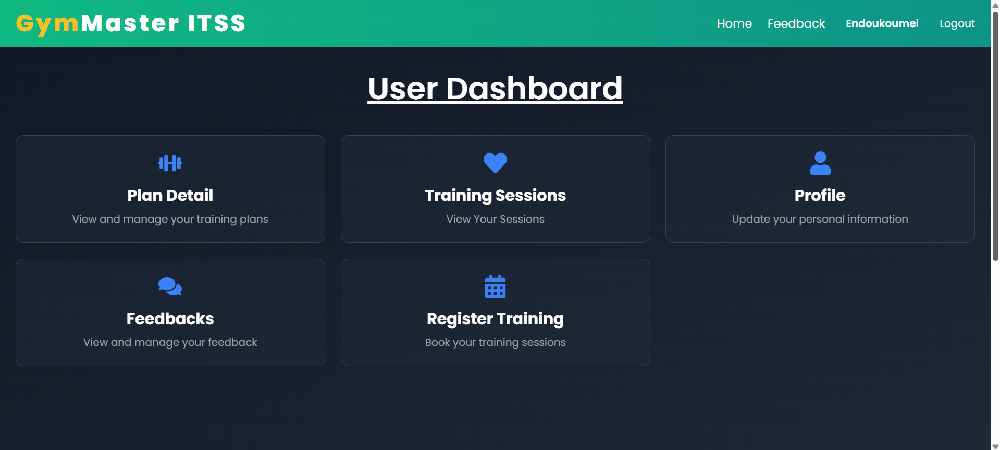 GymMaster ITSS
Home Feedback Endoukoumei Logout
User Dashboard
Plan Detail
View and manage your training plans
Training Sessions
View Your Sessions
Profile
Update your personal information
Feedbacks
View and manage your feedback
Register Training
Book your training sessions